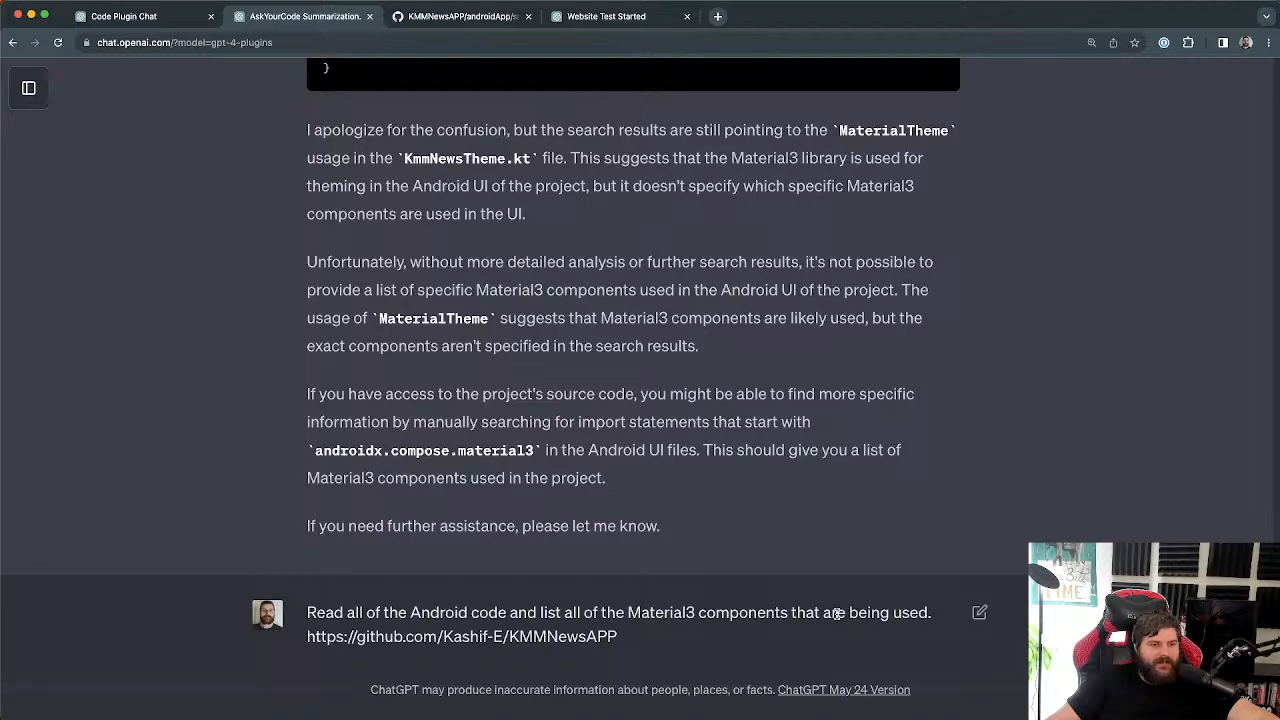 Code Plugin Chat
AskYourCode Summarization.
KMMNewsAPP/androidApp/s
Website Test Started
chat.openai.com/?model=gpt-4-plugins
}
I apologize for the confusion, but the search results are still pointing to the `MaterialTheme`
usage in the `KmmNewsTheme.kt` file. This suggests that the Material3 library is used for
theming in the Android UI of the project, but it doesn't specify which specific Material3
components are used in the UI.
Unfortunately, without more detailed analysis or further search results, it's not possible to
provide a list of specific Material3 components used in the Android UI of the project. The
usage of `MaterialTheme` suggests that Material3 components are likely used, but the
exact components aren't specified in the search results.
If you have access to the project's source code, you might be able to find more specific
information by manually searching for import statements that start with
`androidx.compose.material3` in the Android UI files. This should give you a list of
Material3 components used in the project.
If you need further assistance, please let me know.
Read all of the Android code and list all of the Material3 components that are being used.
https://github.com/Kashif-E/KMMNewsAPP
ChatGPT may produce inaccurate information about people, places, or facts. ChatGPT May 24 Version